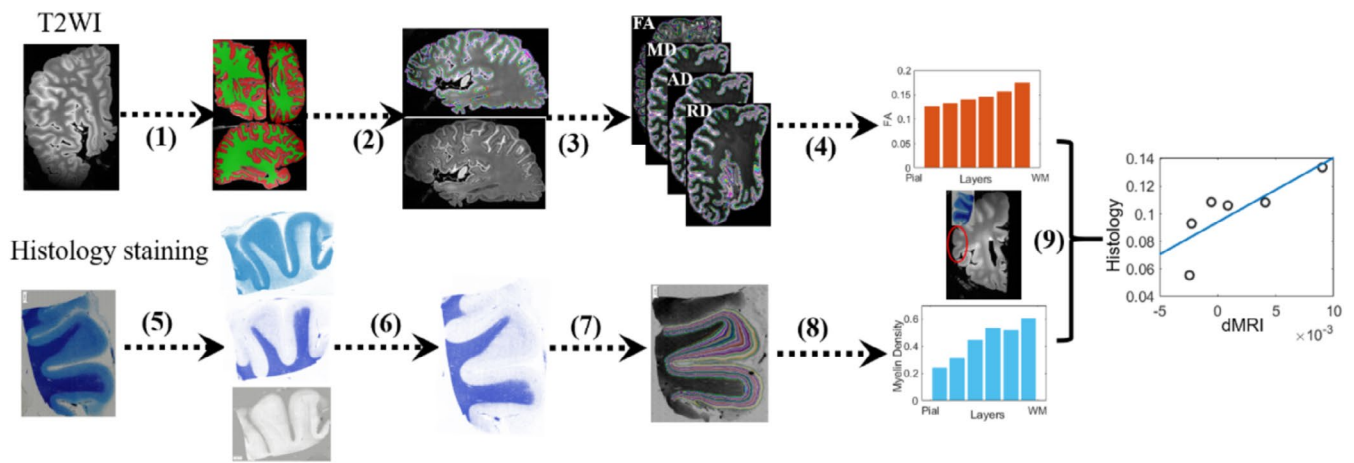 T2WI
(1)
(2)
(3)
FA
MD
AD
RD
(4)
0.2
0.15
0.1
0.05
0
FA
Pial
Layers
WM
(9)
0.14
0.12
0.1
0.08
0.06
0.04
Histology
-5
0
5
10
dMRI
× 10⁻³
Histology staining
(5)
(6)
(7)
(8)
0.6
0.4
0.2
0
Myelin Density
Pial
Layers
WM